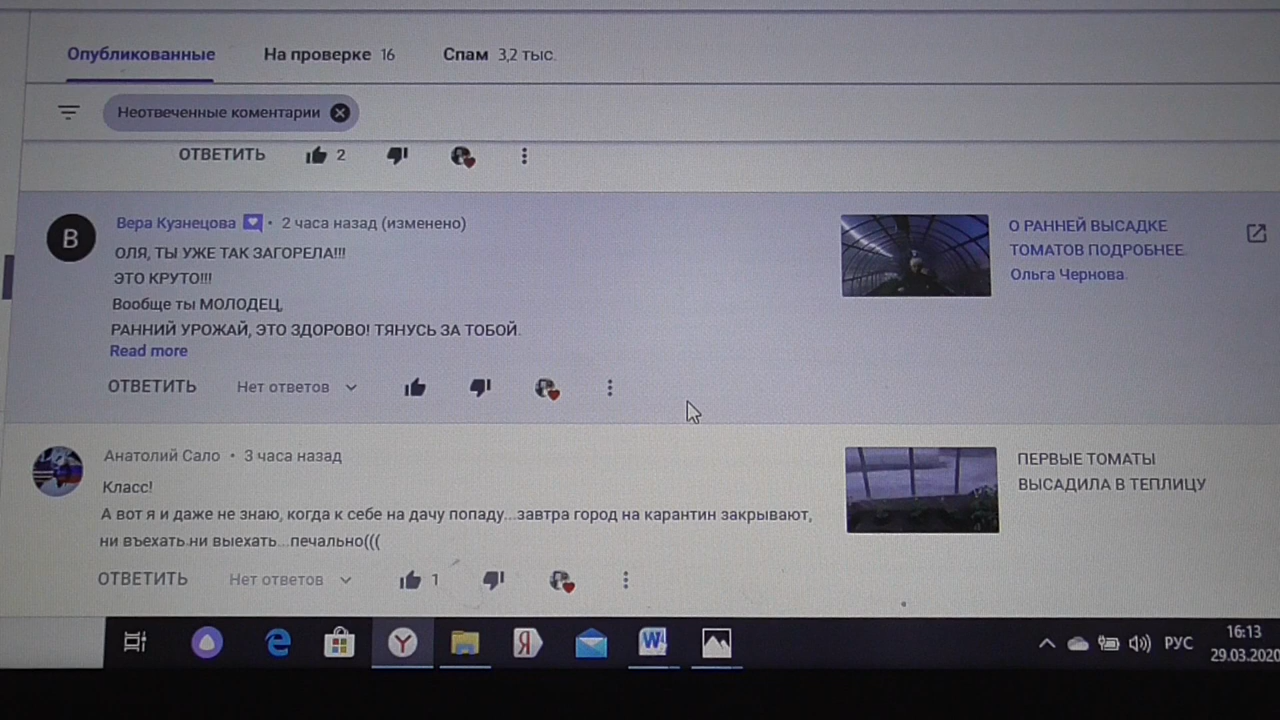 Опубликованные На проверке 16 Спам 3,2 тыс.
Неотвеченные коментарии
ОТВЕТИТЬ 2
В
Вера Кузнецова • 2 часа назад (изменено)
ОЛЯ, ТЫ УЖЕ ТАК ЗАГОРЕЛА!!!
ЭТО КРУТО!!!
Вообще ты МОЛОДЕЦ,
РАННИЙ УРОЖАЙ, ЭТО ЗДОРОВО! ТЯНУСЬ ЗА ТОБОЙ.
Read more
О РАННЕЙ ВЫСАДКЕ
ТОМАТОВ ПОДРОБНЕЕ.
Ольга Чернова.
ОТВЕТИТЬ Нет ответов
Анатолий Сало • 3 часа назад
Класс!
А вот я и даже не знаю, когда к себе на дачу попаду...завтра город на карантин закрывают,
ни въехать ни выехать...печально(((
ПЕРВЫЕ ТОМАТЫ
ВЫСАДИЛА В ТЕПЛИЦУ
ОТВЕТИТЬ Нет ответов 1
Y
Я
W
РУС
16:13
29.03.2020